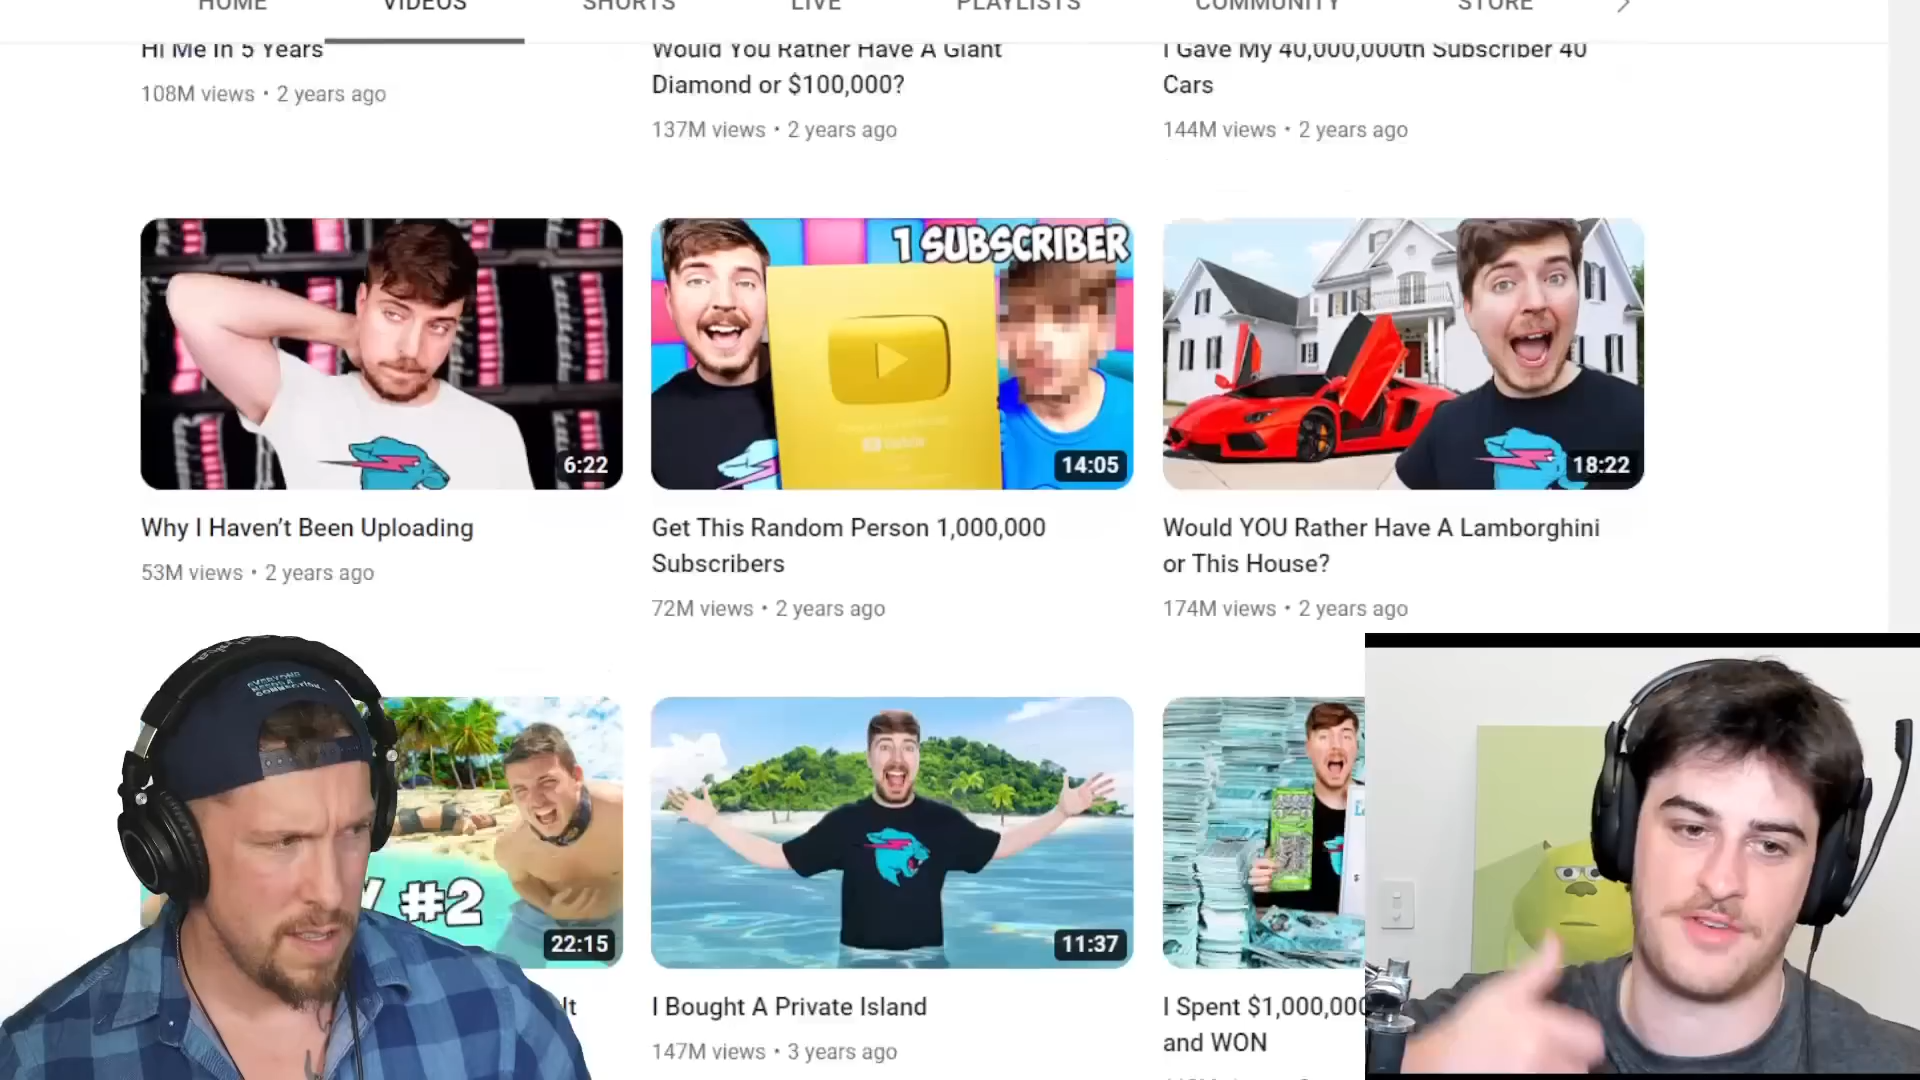 HOME VIDEOS SHORTS LIVE PLAYLISTS COMMUNITY STORE
Hi Me In 5 Years
108M views • 2 years ago
Would You Rather Have A Giant
Diamond or $100,000?
137M views • 2 years ago
I Gave My 40,000,000th Subscriber 40
Cars
144M views • 2 years ago
6:22
Why I Haven’t Been Uploading
53M views • 2 years ago
1 SUBSCRIBER
14:05
Get This Random Person 1,000,000
Subscribers
72M views • 2 years ago
18:22
Would YOU Rather Have A Lamborghini
or This House?
174M views • 2 years ago
EVERYONE
NEEDS A
CONNECTION
#2
22:15
It
11:37
I Bought A Private Island
147M views • 3 years ago
I Spent $1,000,000
and WON